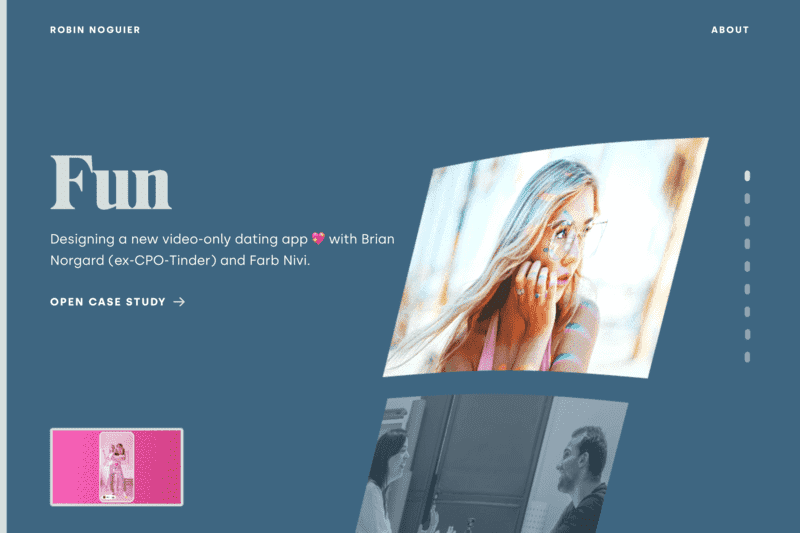 ROBIN NOGUIER
ABOUT
Fun
Designing a new video-only dating app 💖 with Brian
Norgard (ex-CPO-Tinder) and Farb Nivi.
OPEN CASE STUDY →